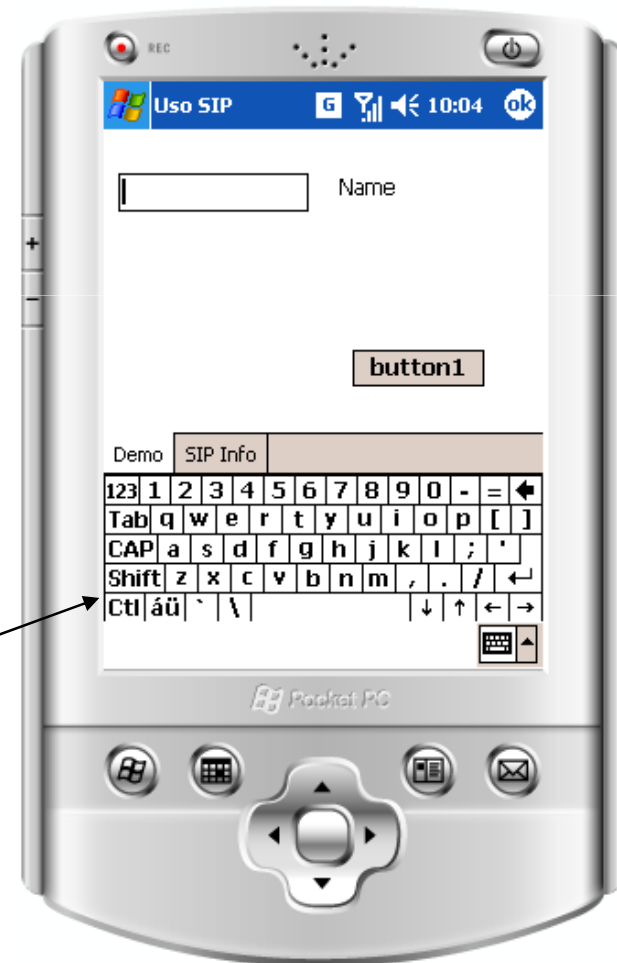 REC
Uso SIP G 10:04 ok
Name
button1
Demo SIP Info
123 1 2 3 4 5 6 7 8 9 0 - = ←
Tab q w e r t y u i o p [ ]
CAP a s d f g h j k l ; '
Shift z x c v b n m , . / ↵
Ctl áü ` \ ↓ ↑ ← →
Pocket PC
+
-